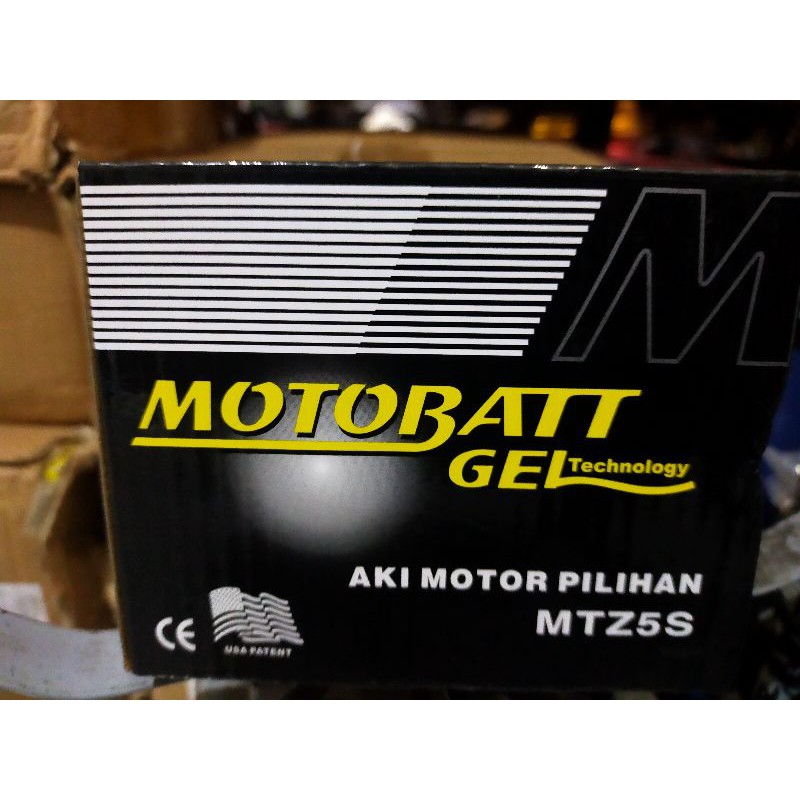 M
MOTOBATT
GEL Technology
AKI MOTOR PILIHAN
MTZ5S
CE
USA PATENT